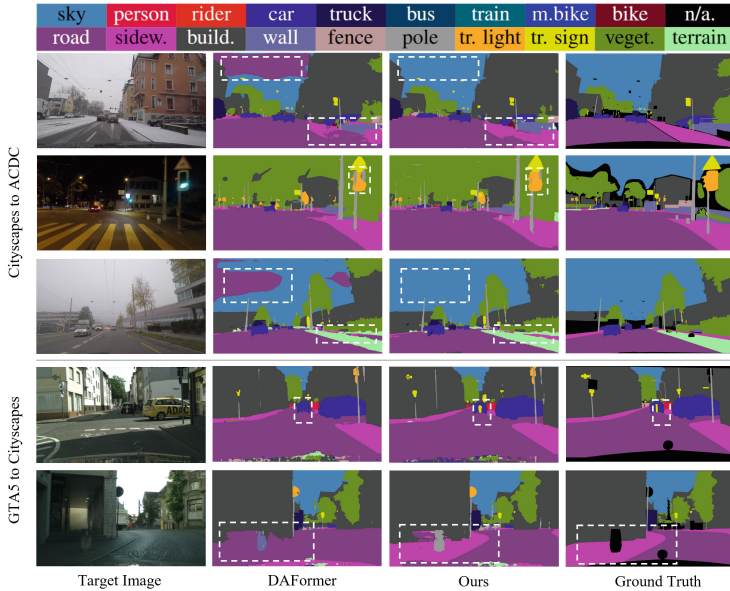 sky person rider car truck bus train m.bike bike n/a.
road sidew. build. wall fence pole tr. light tr. sign veget. terrain
Cityscapes to ACDC
GTA5 to Cityscapes
ADAC
Target Image DAFormer Ours Ground Truth